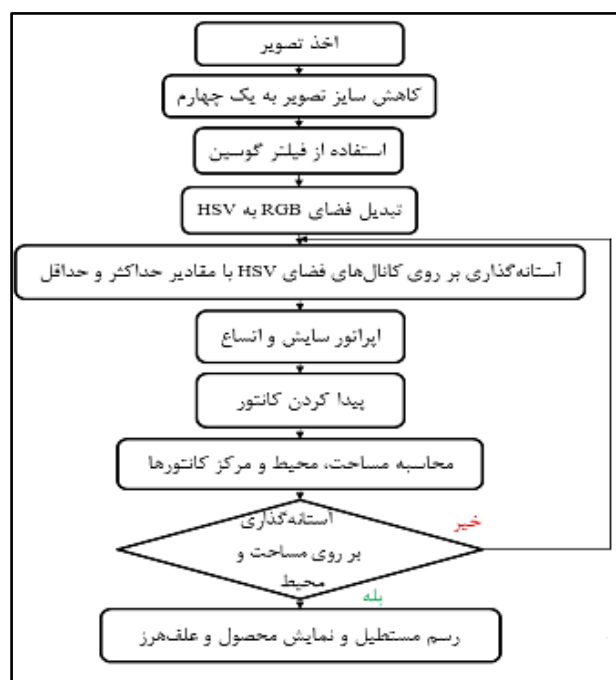 اخذ تصویر
کاهش سایز تصویر به یک چهارم
استفاده از فیلتر گوسین
تبدیل فضای RGB به HSV
آستانه‌گذاری بر روی کانال‌های فضای HSV با مقادیر حداکثر و حداقل
اپراتور سایش و اتساع
پیدا کردن کانتور
محاسبه مساحت، محیط و مرکز کانتورها
آستانه‌گذاری
بر روی مساحت و
محیط
خیر
بله
رسم مستطیل و نمایش محصول و علف‌هرز